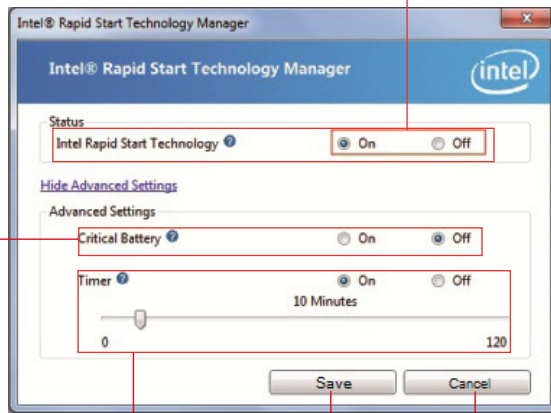 Intel® Rapid Start Technology Manager
Intel® Rapid Start Technology Manager
intel
Status
Intel Rapid Start Technology ? On Off
Hide Advanced Settings
Advanced Settings
Critical Battery ? On Off
Timer ? On Off
10 Minutes
0 120
Save Cancel